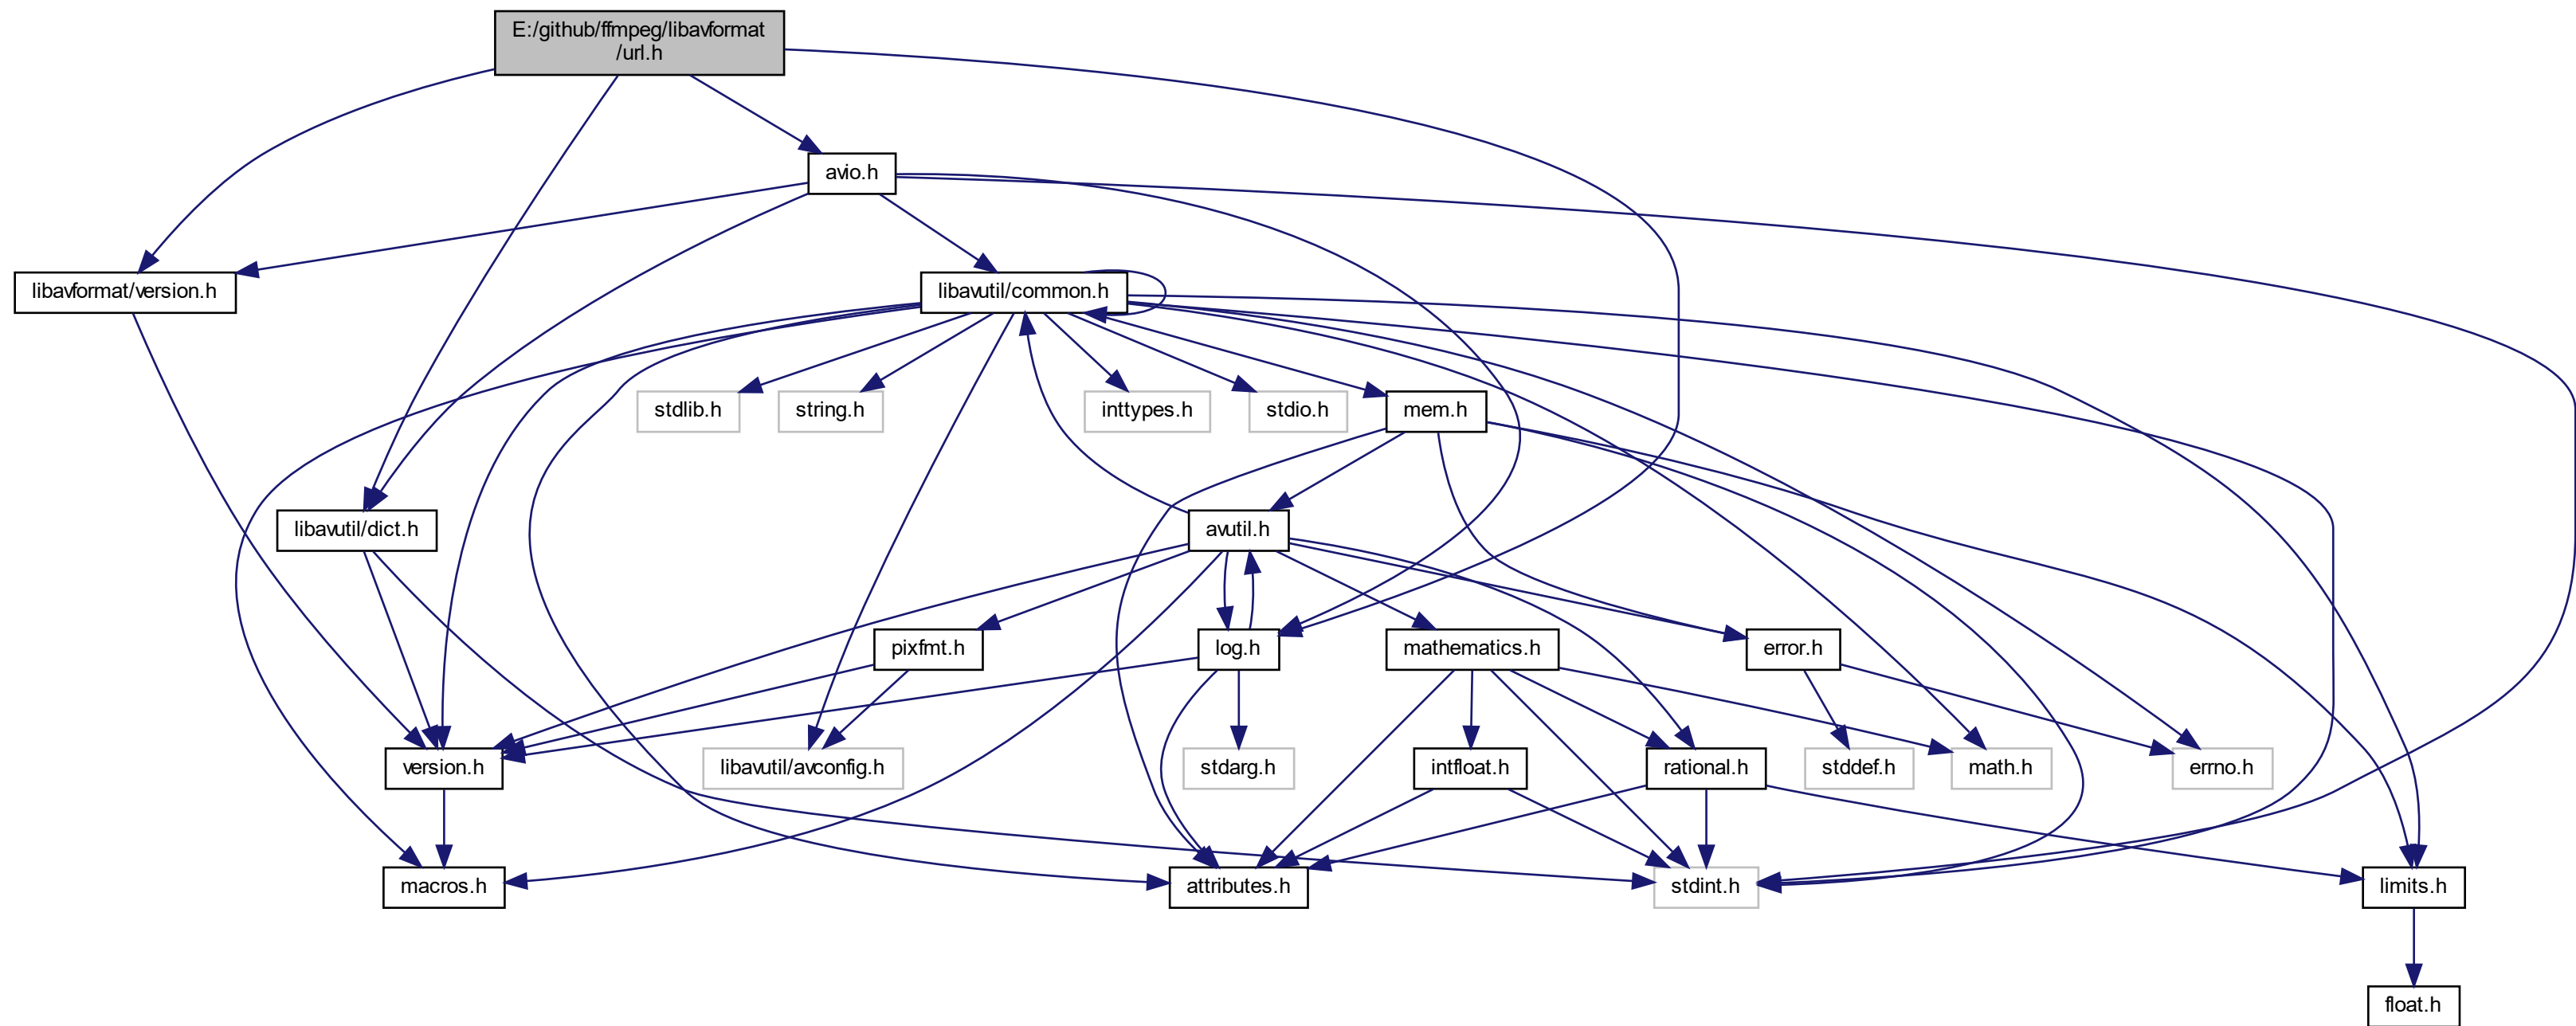 E:/github/ffmpeg/libavformat
/url.h
avio.h
libavformat/version.h
libavutil/common.h
stdlib.h
string.h
inttypes.h
stdio.h
mem.h
libavutil/dict.h
avutil.h
pixfmt.h
log.h
mathematics.h
error.h
version.h
libavutil/avconfig.h
stdarg.h
intfloat.h
rational.h
stddef.h
math.h
errno.h
macros.h
attributes.h
stdint.h
limits.h
float.h